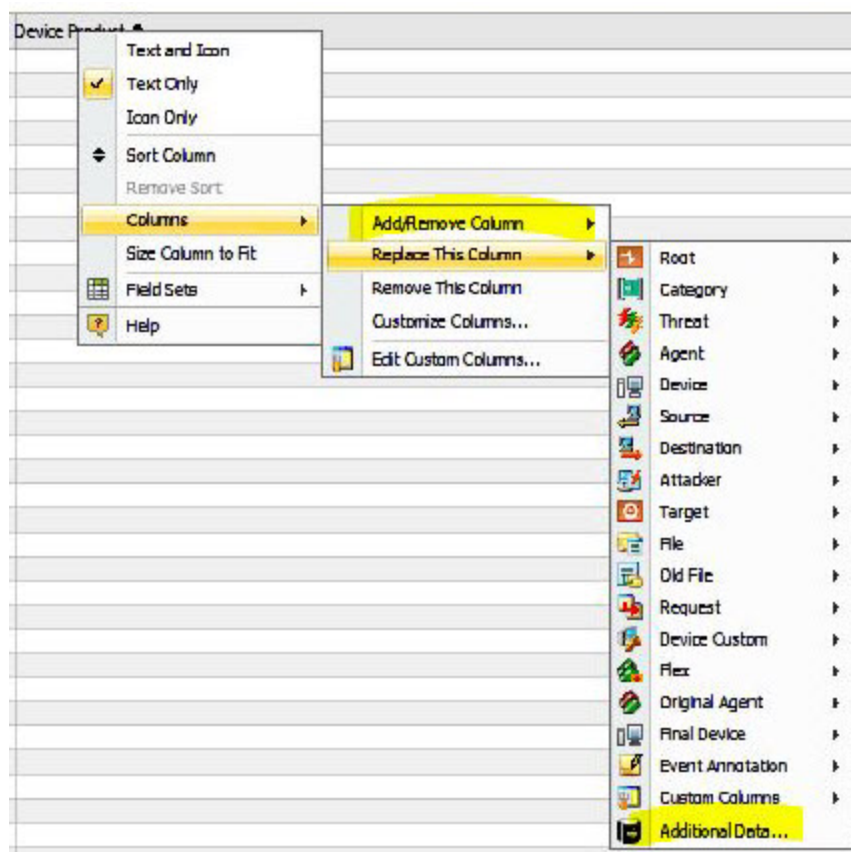 Device Product
Text and Icon
Text Only
Icon Only
Sort Column
Remove Sort
Columns
Size Column to Fit
Field Sets
Help
Add/Remove Column
Replace This Column
Remove This Column
Customize Columns...
Edit Custom Columns...
Root
Category
Threat
Agent
Device
Source
Destination
Attacker
Target
File
Old File
Request
Device Custom
Flex
Original Agent
Final Device
Event Annotation
Custom Columns
Additional Data...